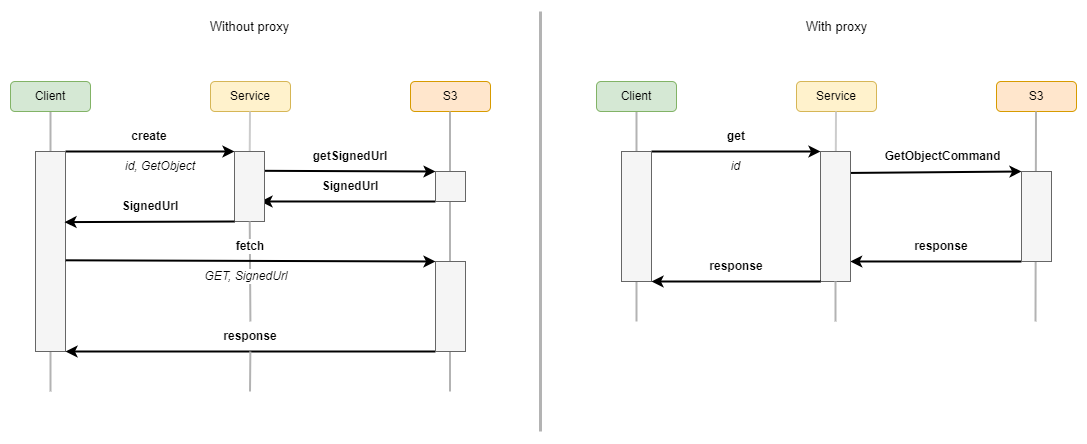 Without proxy
Client
Service
S3
create
id, GetObject
getSignedUrl
SignedUrl
SignedUrl
fetch
GET, SignedUrl
response
With proxy
Client
Service
S3
get
id
GetObjectCommand
response
response